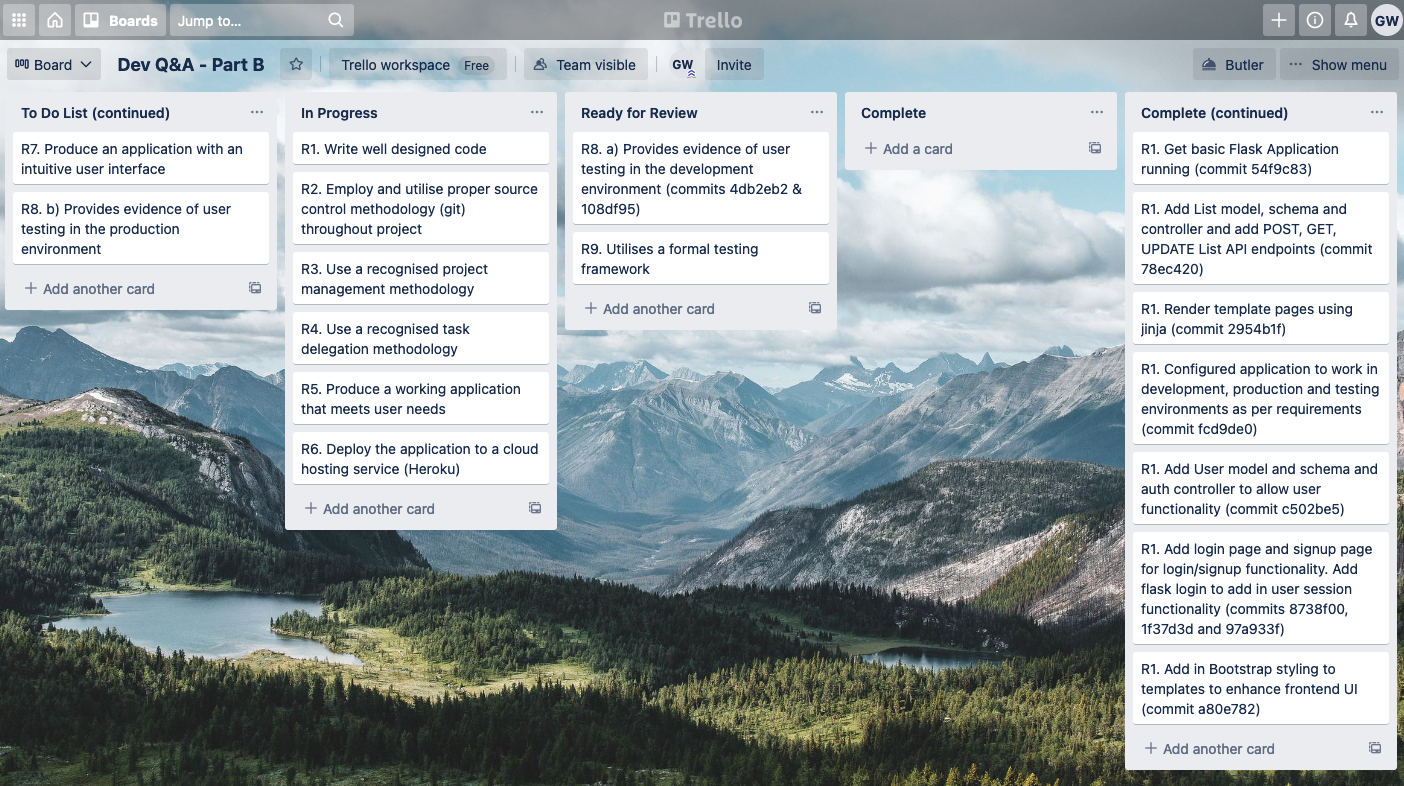 Boards
Jump to...
Trello
GW
Board
Dev Q&A - Part B
Trello workspace Free
Team visible
GW
Invite
Butler
··· Show menu
To Do List (continued) ···
R7. Produce an application with an
intuitive user interface
R8. b) Provides evidence of user
testing in the production
environment
+ Add another card
In Progress ···
R1. Write well designed code
R2. Employ and utilise proper source
control methodology (git)
throughout project
R3. Use a recognised project
management methodology
R4. Use a recognised task
delegation methodology
R5. Produce a working application
that meets user needs
R6. Deploy the application to a cloud
hosting service (Heroku)
+ Add another card
Ready for Review ···
R8. a) Provides evidence of user
testing in the development
environment (commits 4db2eb2 &
108df95)
R9. Utilises a formal testing
framework
+ Add another card
Complete ···
+ Add a card
Complete (continued) ···
R1. Get basic Flask Application
running (commit 54f9c83)
R1. Add List model, schema and
controller and add POST, GET,
UPDATE List API endpoints (commit
78ec420)
R1. Render template pages using
jinja (commit 2954b1f)
R1. Configured application to work in
development, production and testing
environments as per requirements
(commit fcd9de0)
R1. Add User model and schema and
auth controller to allow user
functionality (commit c502be5)
R1. Add login page and signup page
for login/signup functionality. Add
flask login to add in user session
functionality (commits 8738f00,
1f37d3d and 97a933f)
R1. Add in Bootstrap styling to
templates to enhance frontend UI
(commit a80e782)
+ Add another card